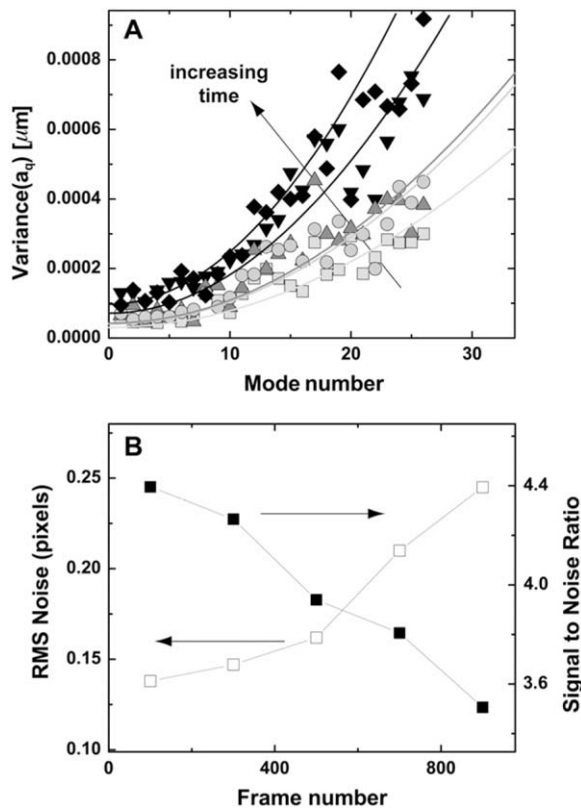 A
increasing
time
Variance(a_q) [μm]
0.0008
0.0006
0.0004
0.0002
0.0000
0 10 20 30
Mode number
B
RMS Noise (pixels)
0.25
0.20
0.15
0.10
4.4
4.0
3.6
Signal to Noise Ratio
0 400 800
Frame number